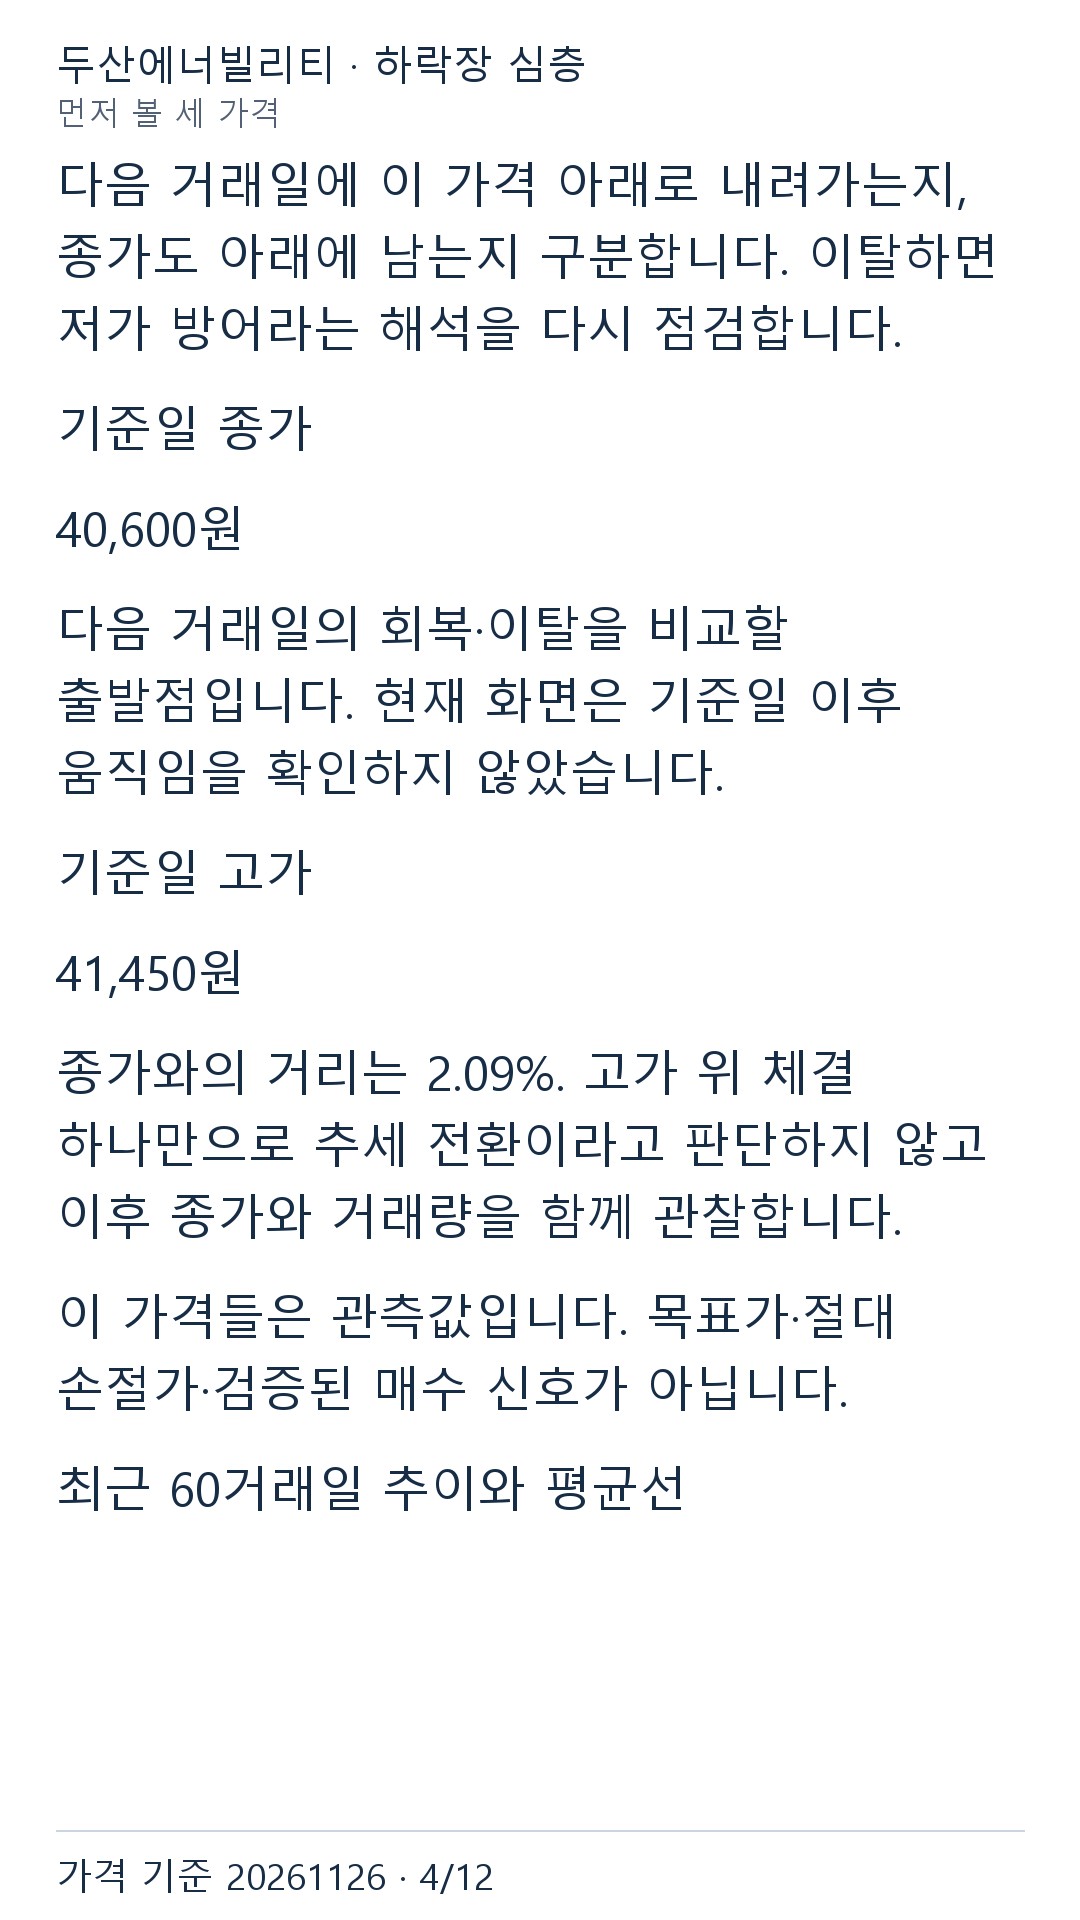 두산에너빌리티 · 하락장 심층
먼저 볼 세 가격
다음 거래일에 이 가격 아래로 내려가는지,
종가도 아래에 남는지 구분합니다. 이탈하면
저가 방어라는 해석을 다시 점검합니다.
기준일 종가
40,600원
다음 거래일의 회복·이탈을 비교할
출발점입니다. 현재 화면은 기준일 이후
움직임을 확인하지 않았습니다.
기준일 고가
41,450원
종가와의 거리는 2.09%. 고가 위 체결
하나만으로 추세 전환이라고 판단하지 않고
이후 종가와 거래량을 함께 관찰합니다.
이 가격들은 관측값입니다. 목표가·절대
손절가·검증된 매수 신호가 아닙니다.
최근 60거래일 추이와 평균선
가격 기준 20261126 · 4/12